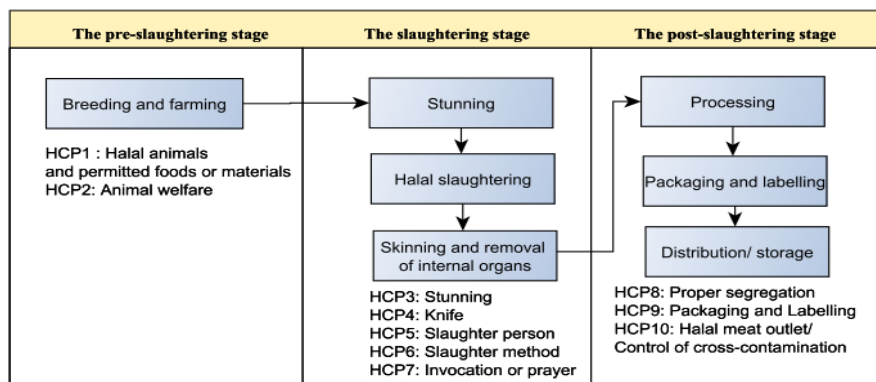 The pre-slaughtering stage
The slaughtering stage
The post-slaughtering stage
Breeding and farming
HCP1 : Halal animals
and permitted foods or materials
HCP2: Animal welfare
Stunning
Halal slaughtering
Skinning and removal
of internal organs
HCP3: Stunning
HCP4: Knife
HCP5: Slaughter person
HCP6: Slaughter method
HCP7: Invocation or prayer
Processing
Packaging and labelling
Distribution/ storage
HCP8: Proper segregation
HCP9: Packaging and Labelling
HCP10: Halal meat outlet/
Control of cross-contamination